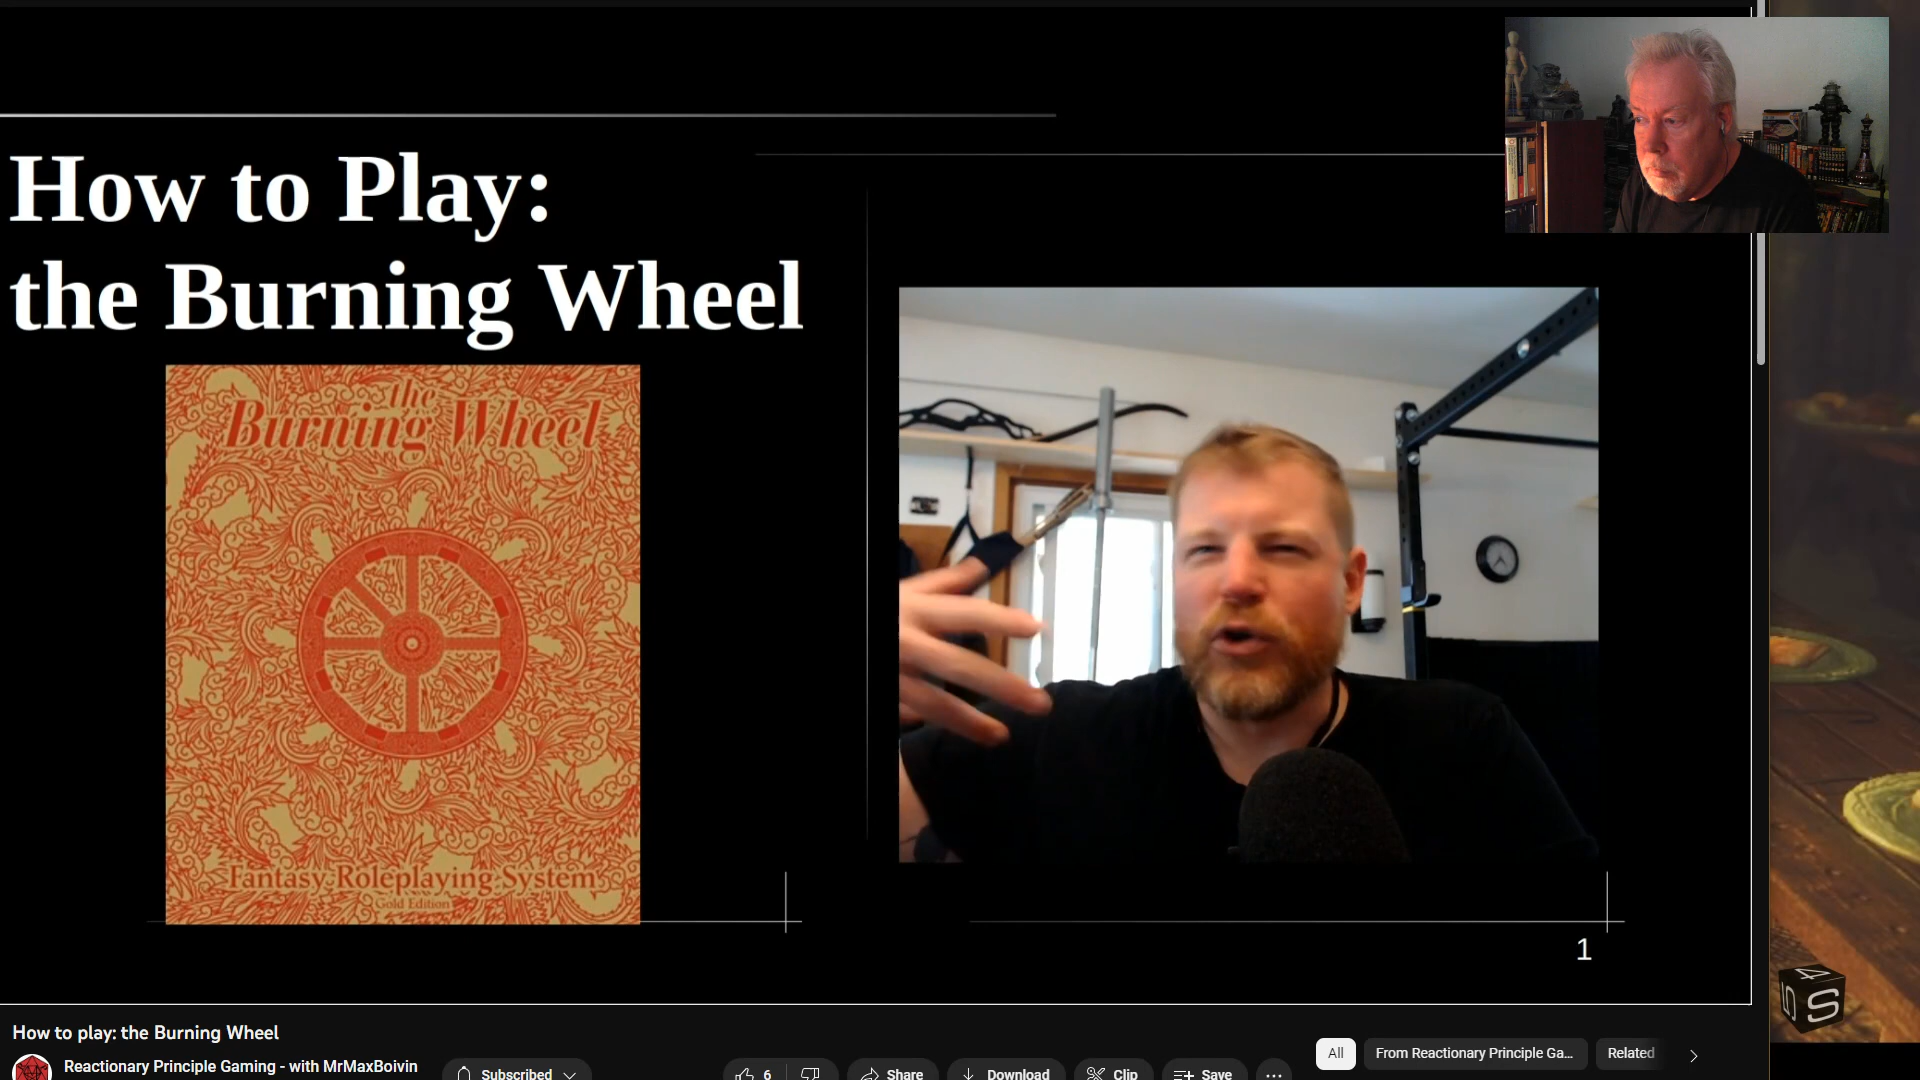 How to Play:
the Burning Wheel
the
Burning Wheel
Fantasy Roleplaying System
Gold Edition
1
4
S
How to play: the Burning Wheel
Reactionary Principle Gaming - with MrMaxBoivin
Subscribed
6
Share
Download
Clip
Save
All
From Reactionary Principle Ga...
Related